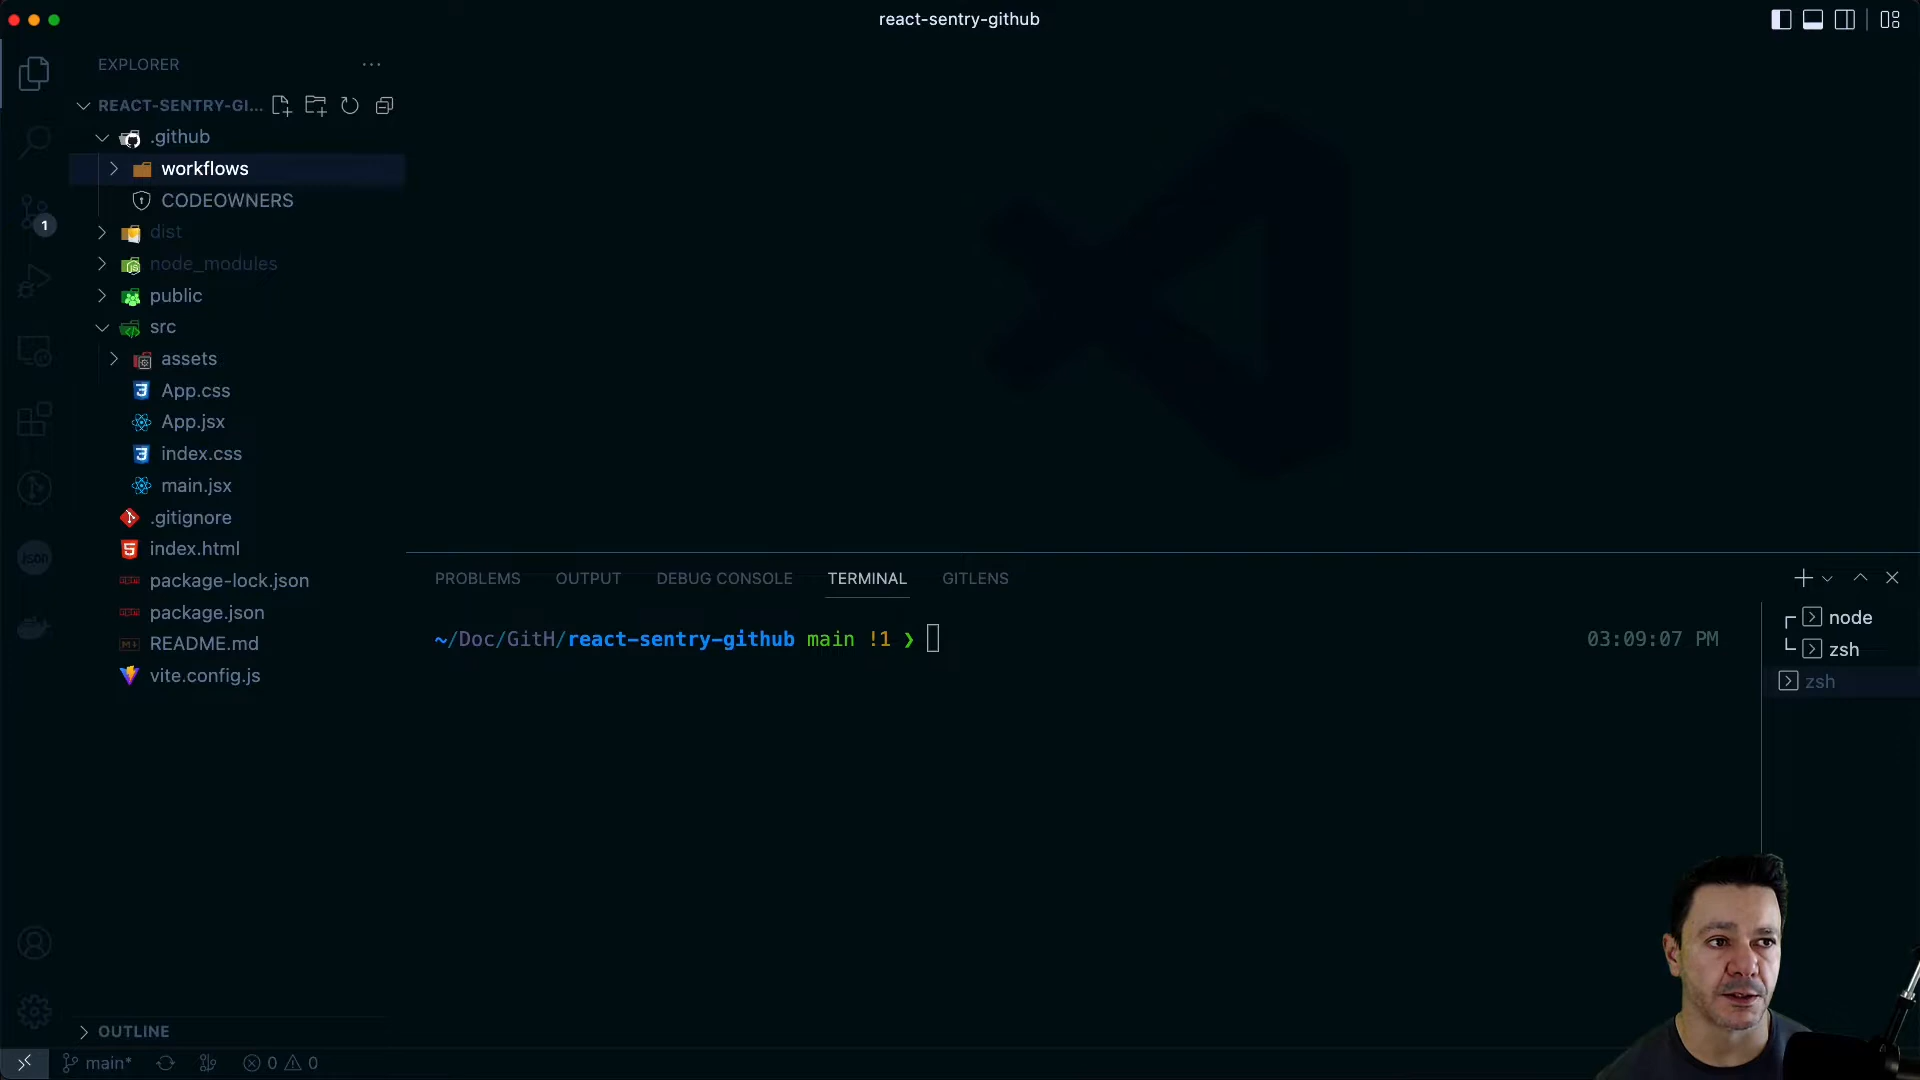 react-sentry-github
EXPLORER
REACT-SENTRY-GI...
.github
workflows
CODEOWNERS
1
dist
node_modules
public
src
assets
App.css
App.jsx
index.css
main.jsx
.gitignore
index.html
package-lock.json
package.json
README.md
vite.config.js
PROBLEMS OUTPUT DEBUG CONSOLE TERMINAL GITLENS
~/Doc/GitH/react-sentry-github main !1 ❯ 03:09:07 PM
node
zsh
zsh
json
OUTLINE
main* 0 0